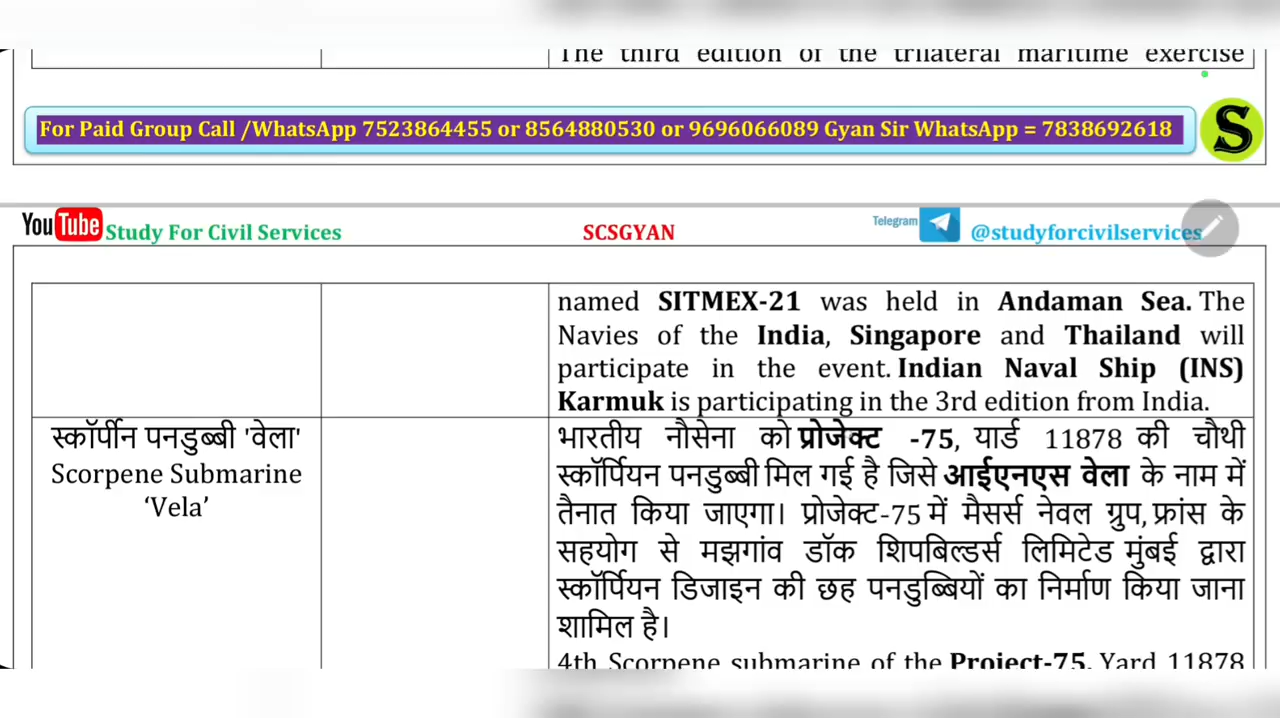 The third edition of the trilateral maritime exercise
For Paid Group Call /WhatsApp 7523864455 or 8564880530 or 9696066089 Gyan Sir WhatsApp = 7838692618
S
YouTube Study For Civil Services
SCSGYAN
Telegram @studyforcivilservices
named SITMEX-21 was held in Andaman Sea. The
Navies of the India, Singapore and Thailand will
participate in the event. Indian Naval Ship (INS)
Karmuk is participating in the 3rd edition from India.
स्कॉर्पीन पनडुब्बी 'वेला'
Scorpene Submarine
‘Vela’
भारतीय नौसेना को प्रोजेक्ट -75, यार्ड 11878 की चौथी
स्कॉर्पियन पनडुब्बी मिल गई है जिसे आईएनएस वेला के नाम में
तैनात किया जाएगा। प्रोजेक्ट-75 में मैसर्स नेवल ग्रुप, फ्रांस के
सहयोग से मझगांव डॉक शिपबिल्डर्स लिमिटेड मुंबई द्वारा
स्कॉर्पियन डिजाइन की छह पनडुब्बियों का निर्माण किया जाना
शामिल है।
4th Scorpene submarine of the Project-75, Yard 11878